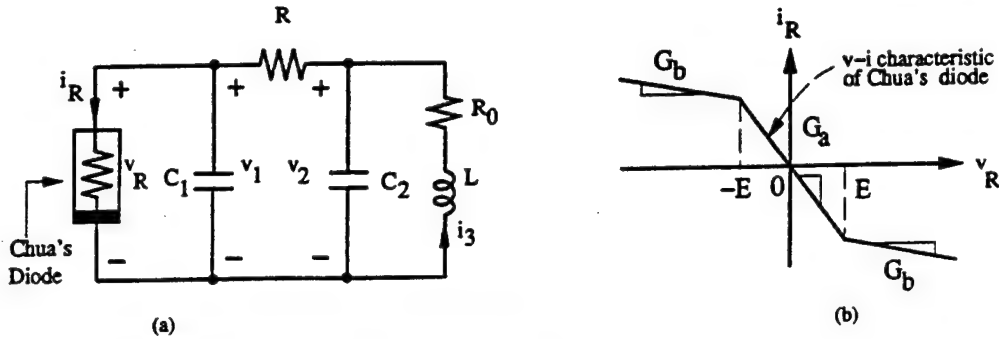 R
i_R
+
+
+
R_0
v_R
C_1
v_1
v_2
C_2
L
i_3
Chua's
Diode
−
−
−
(a)
i_R
v−i characteristic
of Chua's diode
G_b
G_a
−E
0
E
v_R
G_b
(b)